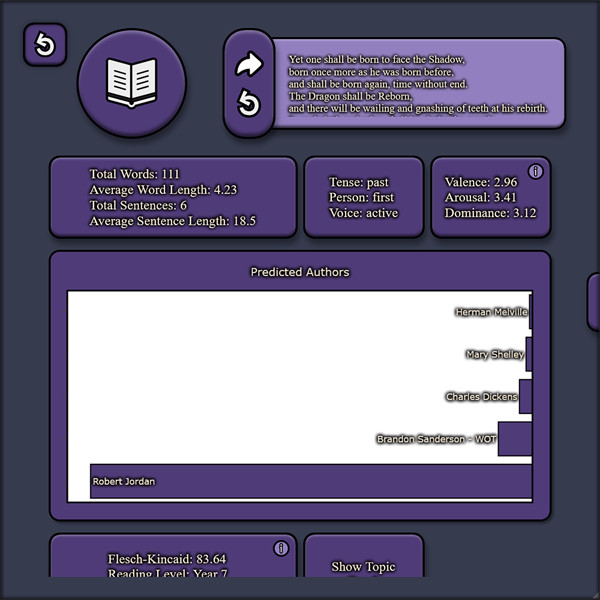 Yet one shall be born to face the Shadow,
born once more as he was born before,
and shall be born again, time without end.
The Dragon shall be Reborn,
and there will be wailing and gnashing of teeth at his rebirth.
Total Words: 111
Average Word Length: 4.23
Total Sentences: 6
Average Sentence Length: 18.5
Tense: past
Person: first
Voice: active
Valence: 2.96
Arousal: 3.41
Dominance: 3.12
Predicted Authors
Herman Melville
Mary Shelley
Charles Dickens
Brandon Sanderson - WOT
Robert Jordan
Flesch-Kincaid: 83.64
Reading Level: Year 7
Show Topic